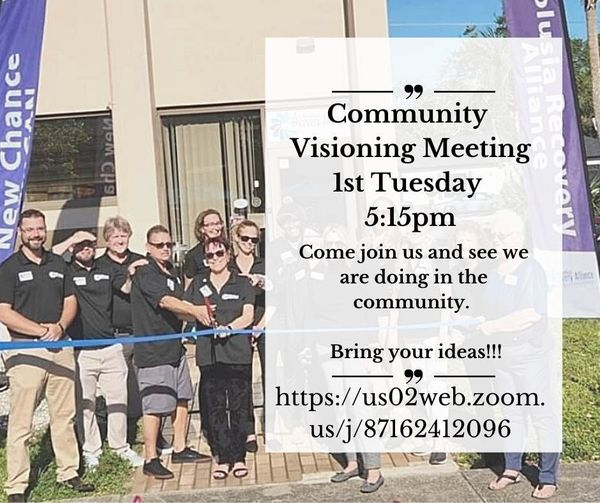 New Chance
olusia Recovery
Alliance
Community
Visioning Meeting
1st Tuesday
5:15pm
Come join us and see we
are doing in the
community.
Bring your ideas!!!
https://us02web.zoom.
us/j/87162412096